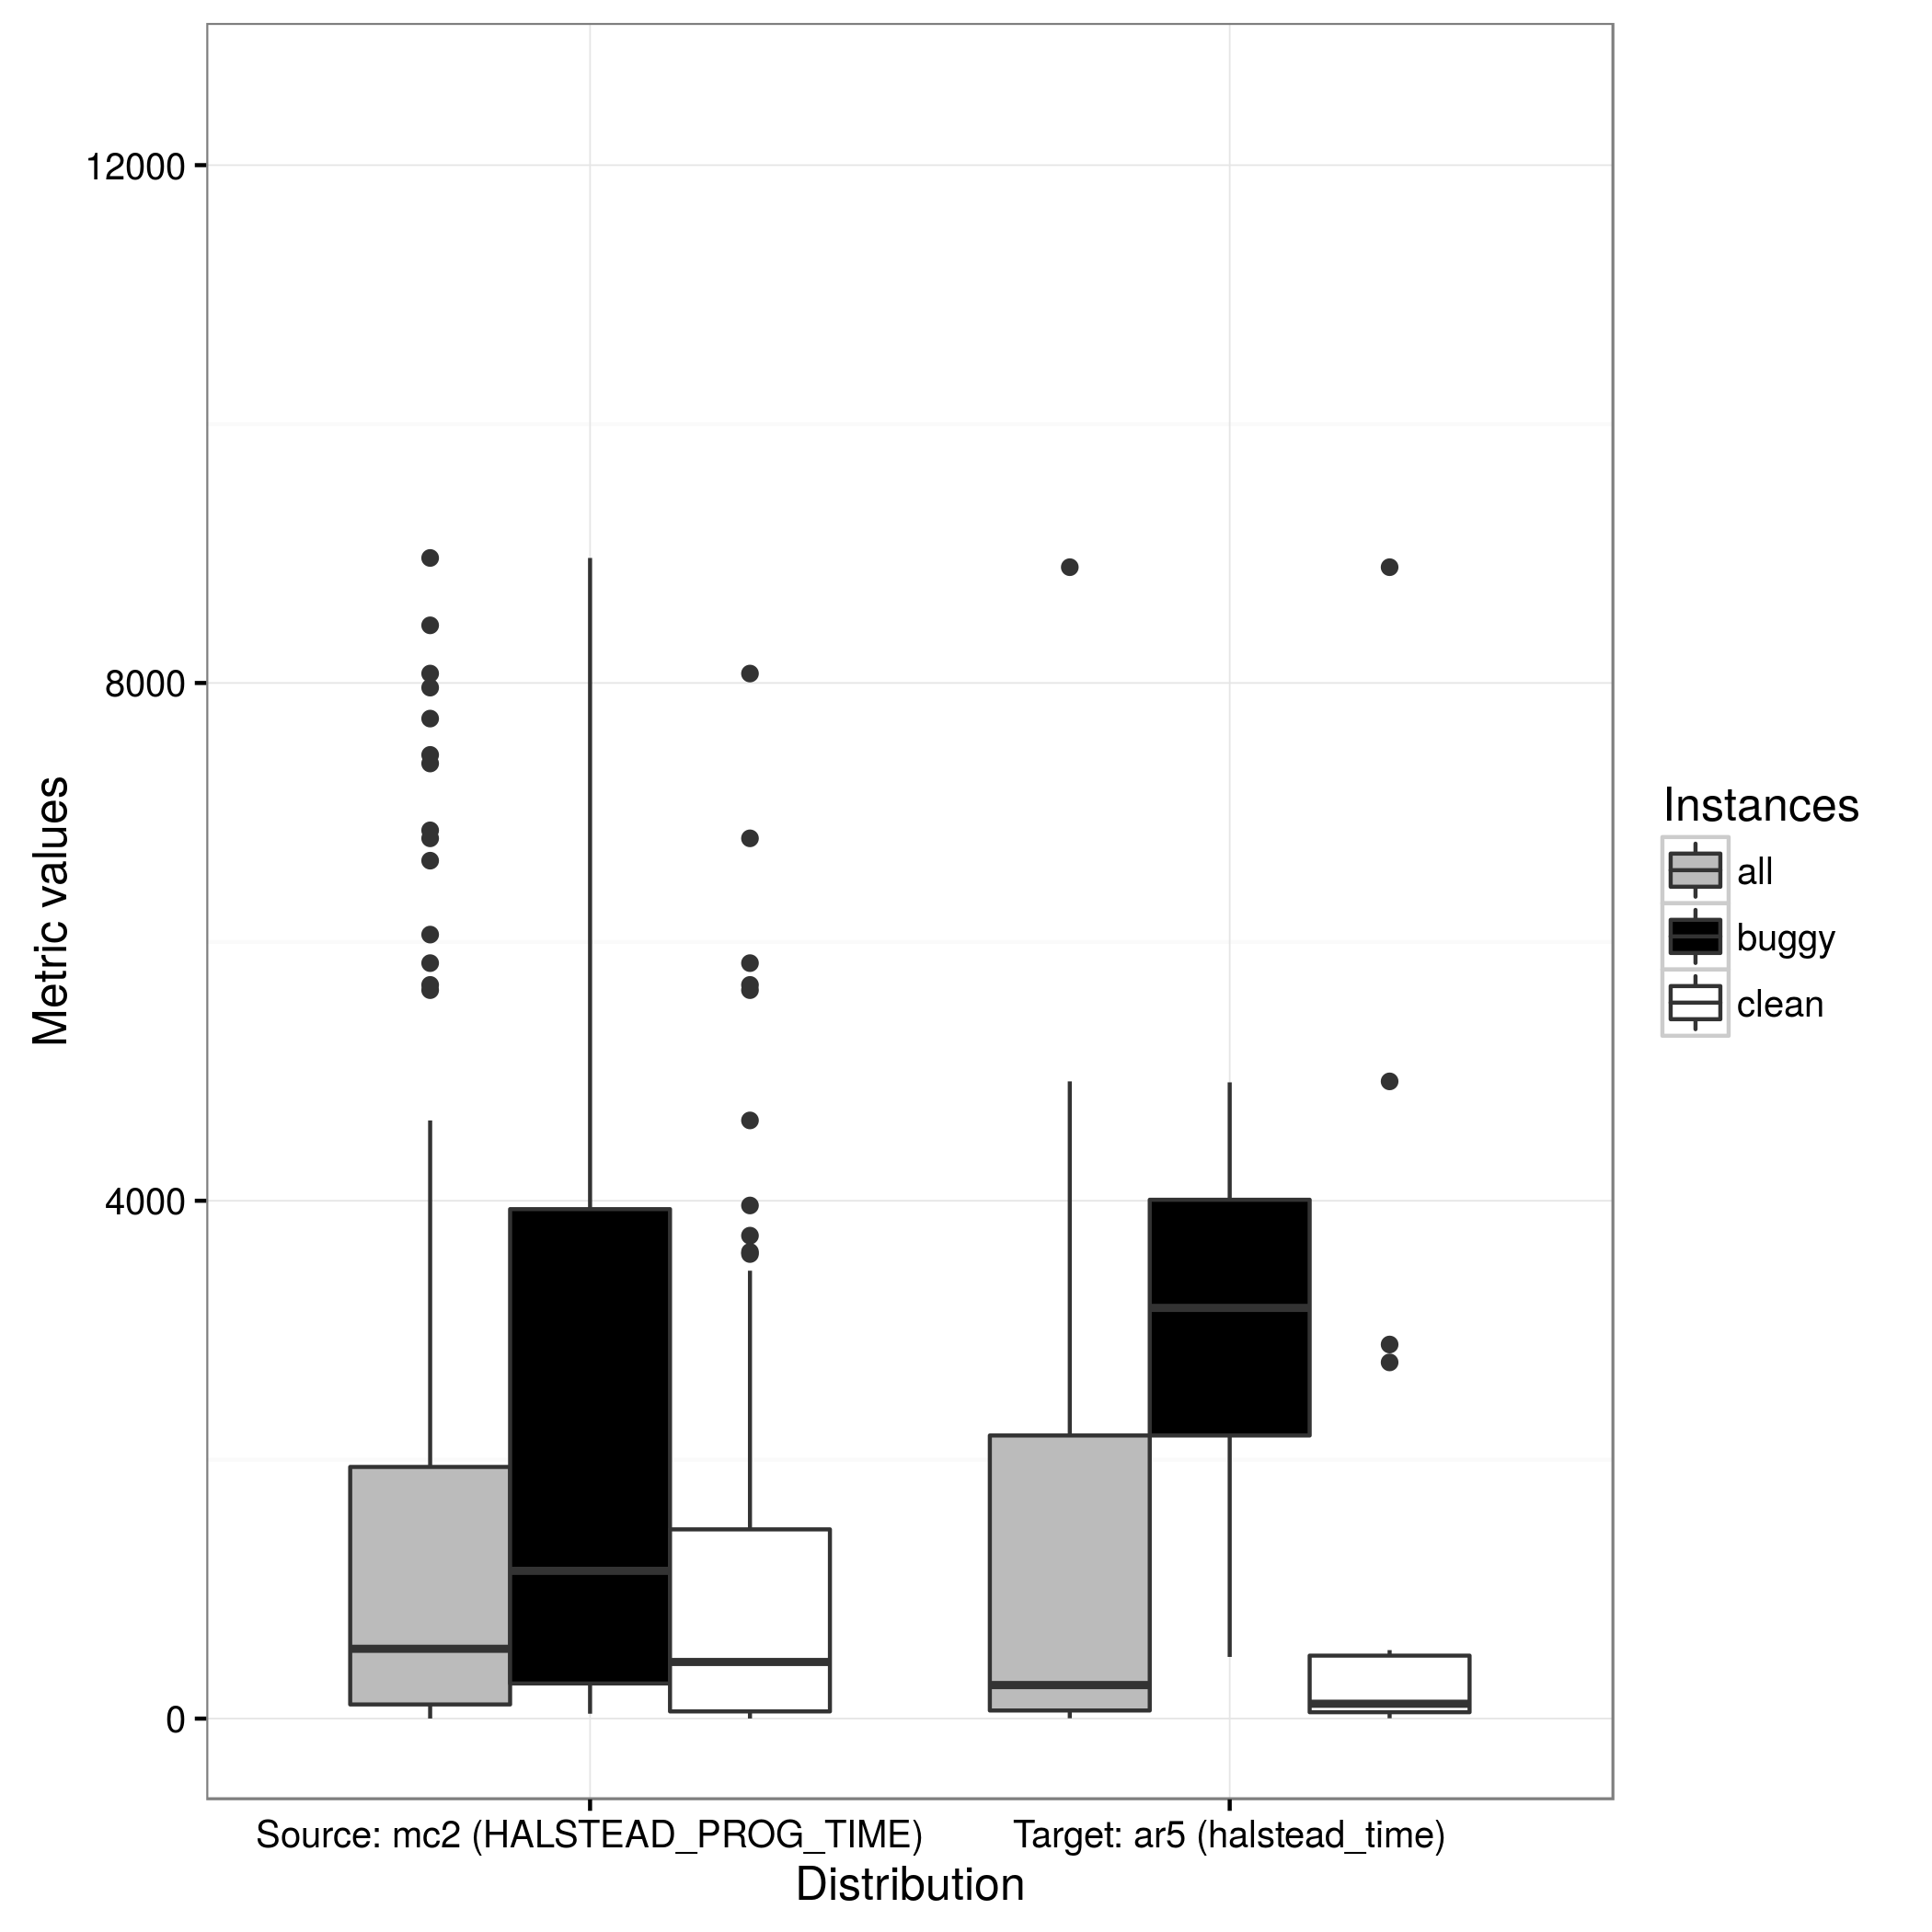 12000
8000
4000
0
Metric values
Source: mc2 (HALSTEAD_PROG_TIME)
Target: ar5 (halstead_time)
Distribution
Instances
all
buggy
clean